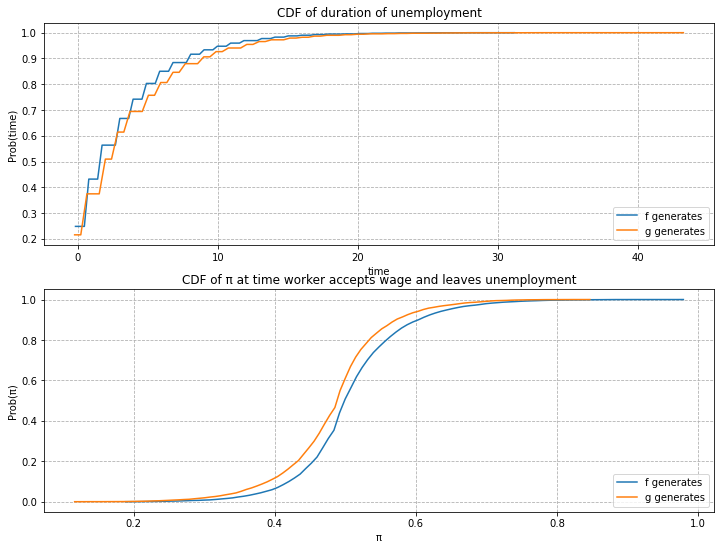 CDF of duration of unemployment
1.0
0.9
0.8
0.7
0.6
0.5
0.4
0.3
0.2
Prob(time)
f generates
g generates
0 10 20 30 40
time
CDF of π at time worker accepts wage and leaves unemployment
1.0
0.8
0.6
0.4
0.2
0.0
Prob(π)
f generates
g generates
0.2 0.4 0.6 0.8 1.0
π